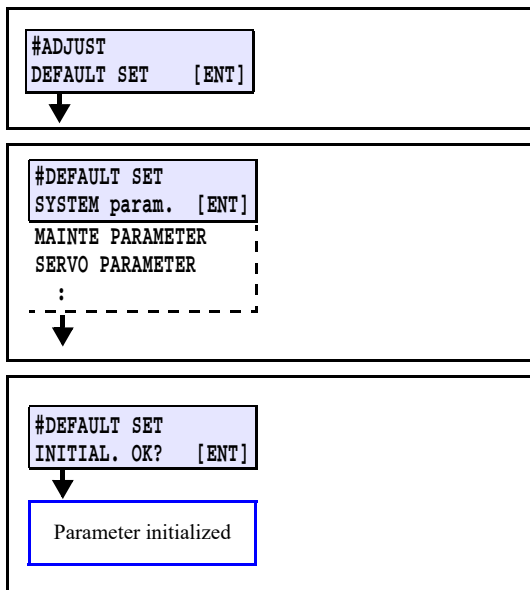 #ADJUST
DEFAULT SET [ENT]
#DEFAULT SET
SYSTEM param. [ENT]
MAINTE PARAMETER
SERVO PARAMETER
:
#DEFAULT SET
INITIAL. OK? [ENT]
Parameter initialized